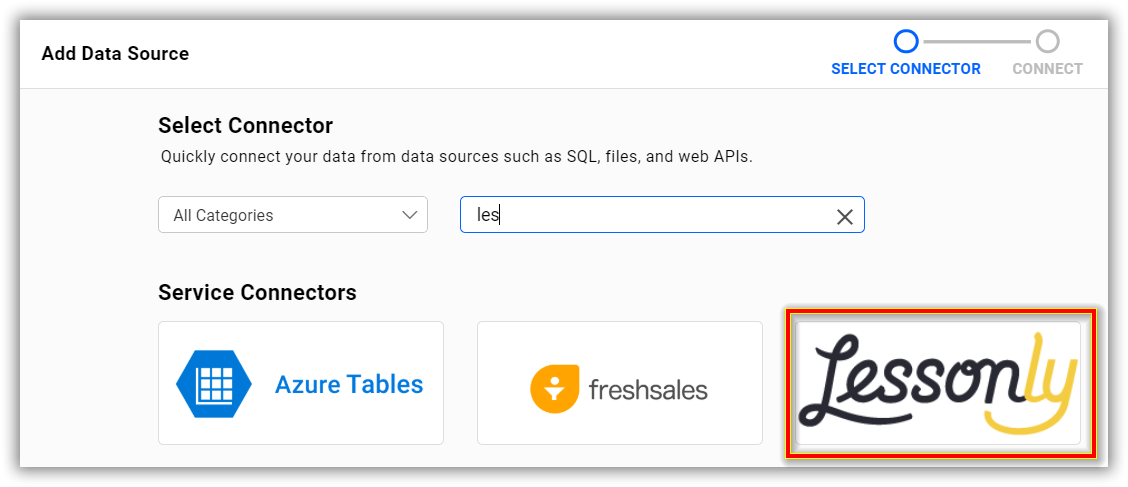 Add Data Source
SELECT CONNECTOR
CONNECT
Select Connector
Quickly connect your data from data sources such as SQL, files, and web APIs.
All Categories
les
Service Connectors
Azure Tables
freshsales
Lessonly